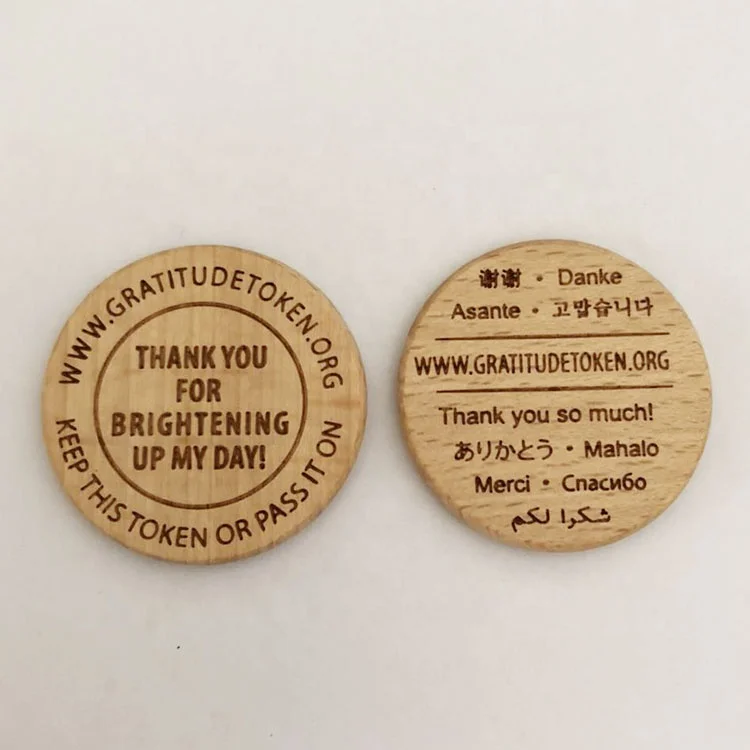 WWW.GRATITUDETOKEN.ORG
THANK YOU
FOR
BRIGHTENING
UP MY DAY!
KEEP THIS TOKEN OR PASS IT ON
谢谢 • Danke
Asante • 고맙습니다
WWW.GRATITUDETOKEN.ORG
Thank you so much!
ありがとう • Mahalo
Merci • Спасибо
شكرا لكم